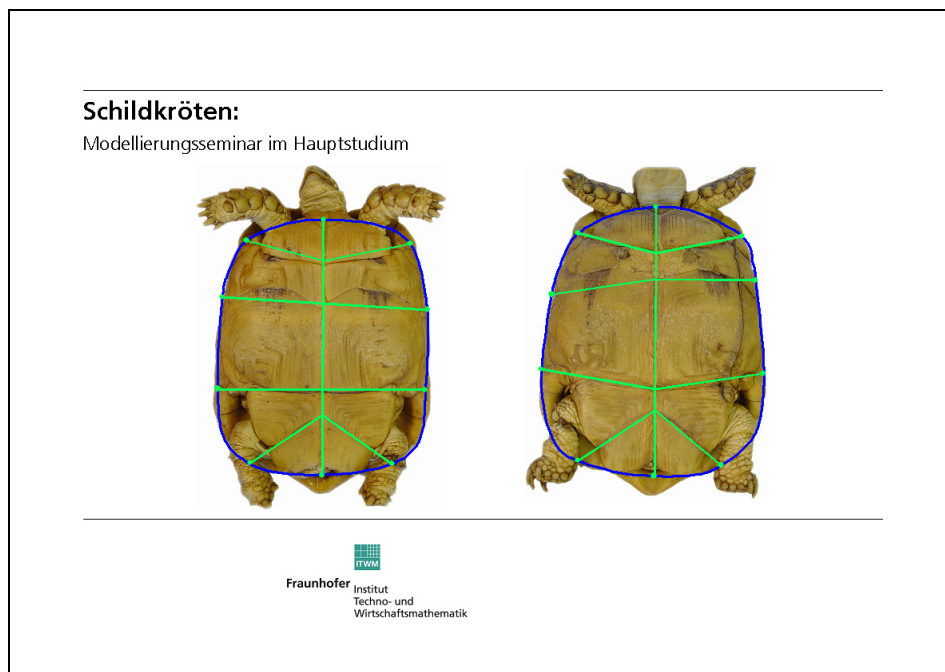 Schildkröten:
Modellierungsseminar im Hauptstudium
ITWM
Fraunhofer Institut
Techno- und
Wirtschaftsmathematik